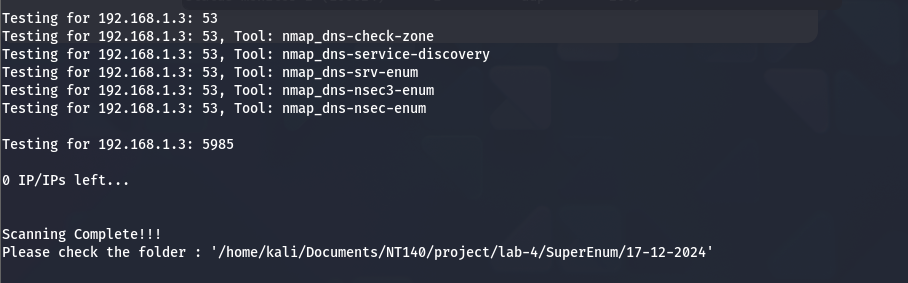 Testing for 192.168.1.3: 53
Testing for 192.168.1.3: 53, Tool: nmap_dns-check-zone
Testing for 192.168.1.3: 53, Tool: nmap_dns-service-discovery
Testing for 192.168.1.3: 53, Tool: nmap_dns-srv-enum
Testing for 192.168.1.3: 53, Tool: nmap_dns-nsec3-enum
Testing for 192.168.1.3: 53, Tool: nmap_dns-nsec-enum
Testing for 192.168.1.3: 5985
0 IP/IPs left...
Scanning Complete!!!
Please check the folder : '/home/kali/Documents/NT140/project/lab-4/SuperEnum/17-12-2024'